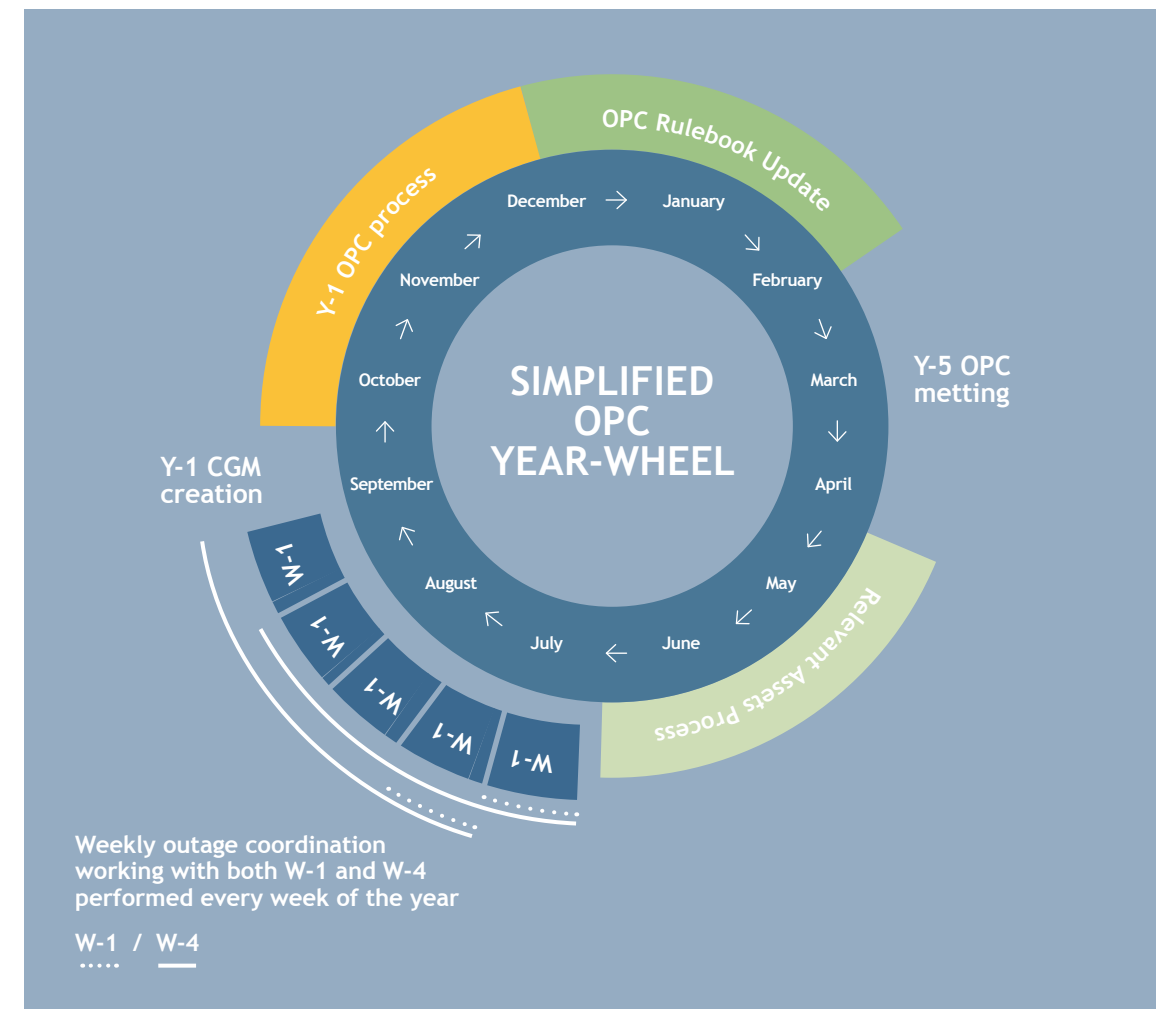 OPC Rulebook Update
Y-1 OPC process
December
January
February
March
April
May
June
July
August
September
October
November
SIMPLIFIED
OPC
YEAR-WHEEL
Y-5 OPC
metting
Relevant Assets Process
Y-1 CGM
creation
W-1
W-1
W-1
W-1
W-1
Weekly outage coordination
working with both W-1 and W-4
performed every week of the year
W-1 / W-4